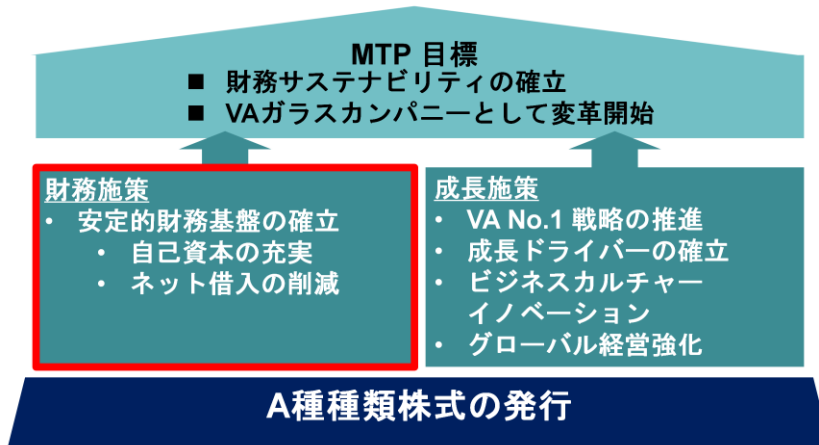 MTP 目標
■ 財務サステナビリティの確立
■ VAガラスカンパニーとして変革開始
財務施策
• 安定的財務基盤の確立
• 自己資本の充実
• ネット借入の削減
成長施策
• VA No.1 戦略の推進
• 成長ドライバーの確立
• ビジネスカルチャー
イノベーション
• グローバル経営強化
A種種類株式の発行